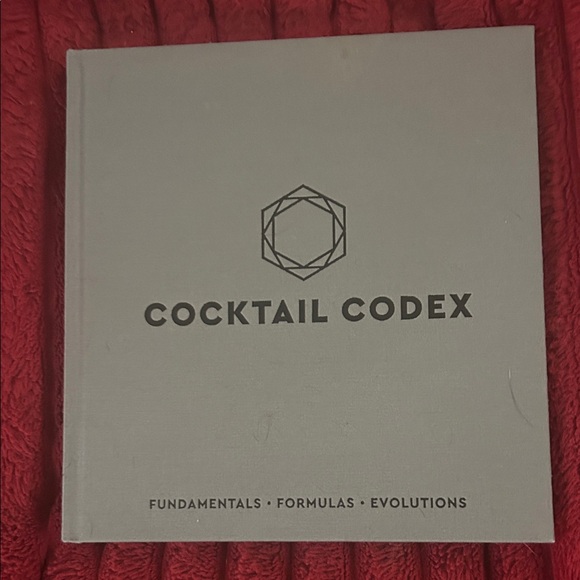 COCKTAIL CODEX
FUNDAMENTALS • FORMULAS • EVOLUTIONS